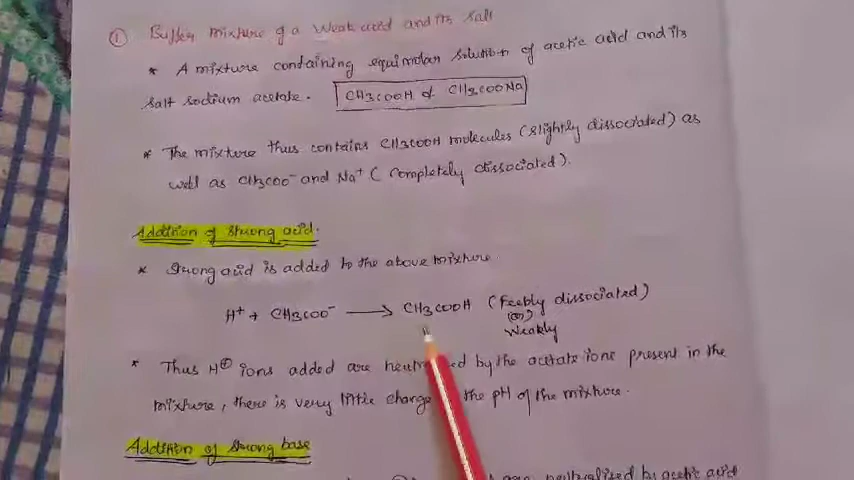 ① Buffer mixture of a Weak acid and its salt
* A mixture containing equimolar solution of acetic acid and its
salt sodium acetate. CH3COOH & CH3COONa
* The mixture thus contains CH3COOH molecules (slightly dissociated) as
well as CH3COO⁻ and Na⁺ (completely dissociated).
Addition of strong acid.
* Strong acid is added to the above mixture
H⁺ + CH3COO⁻ → CH3COOH (Feebly dissociated)
(or)
Weakly
* Thus H⊕ ions added are by the acetate ions present in the
mixture, there is very little change the pH of the mixture.
Addition of strong base
neutralized by acetic acid